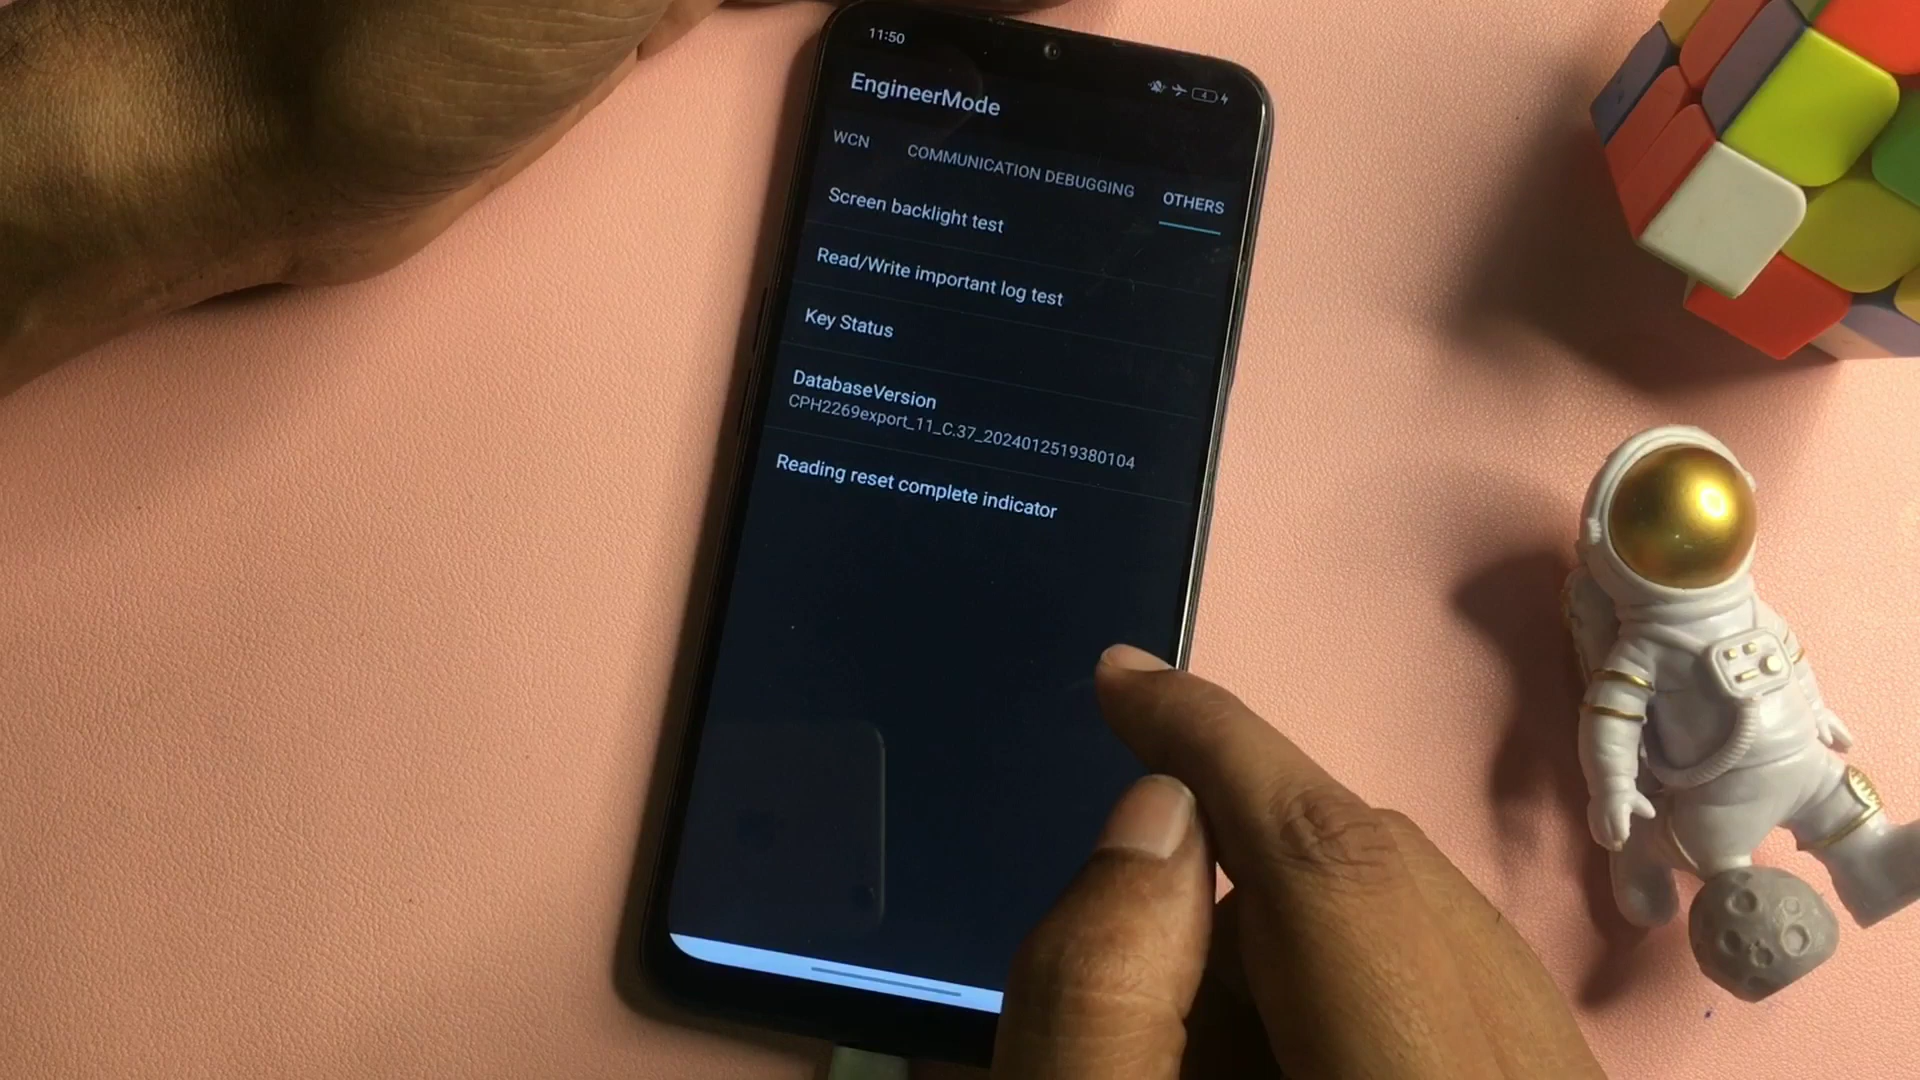 11:50
4
EngineerMode
WCN COMMUNICATION DEBUGGING OTHERS
Screen backlight test
Read/Write important log test
Key Status
DatabaseVersion
CPH2269export_11_C.37_2024012519380104
Reading reset complete indicator